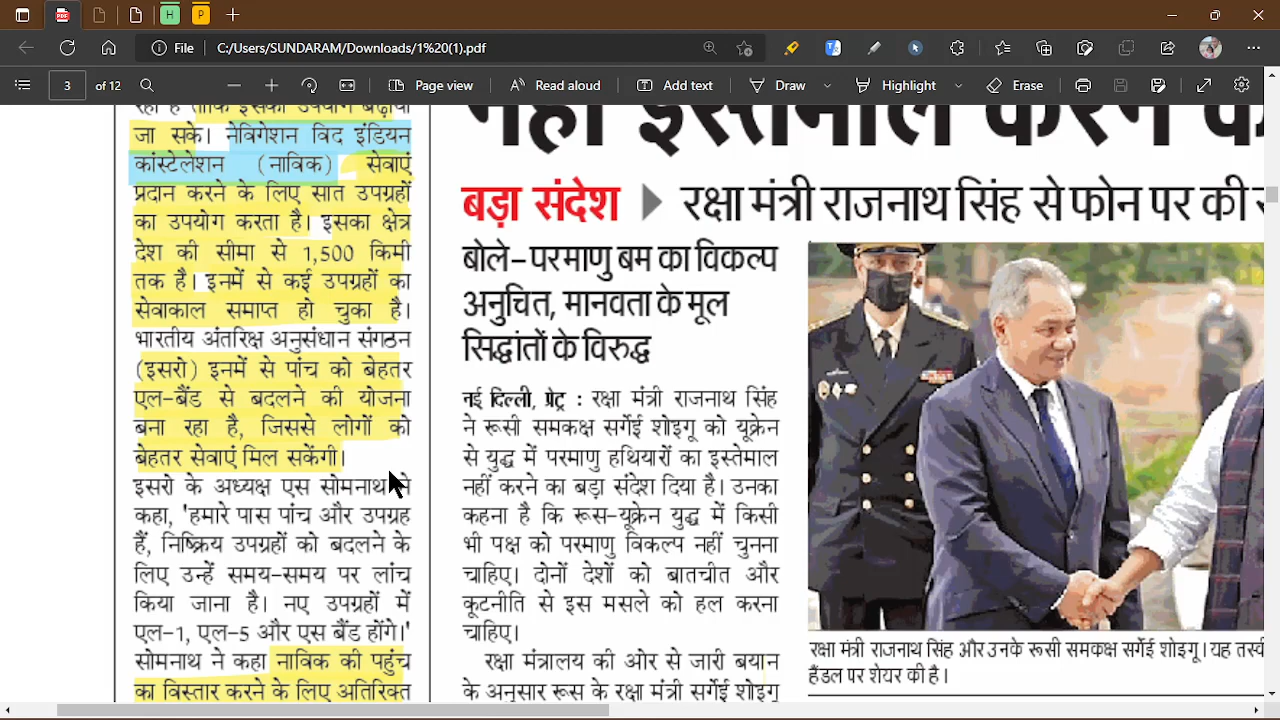 H
P
File
C:/Users/SUNDARAM/Downloads/1%20(1).pdf
3 of 12
Page view
Read aloud
Add text
Draw
Highlight
Erase
रहा है ताकि इसका उपयोग बढ़ाया
जा सके। नेविगेशन विद इंडियन
कांस्टेलेशन (नाविक) सेवाएं
प्रदान करने के लिए सात उपग्रहों
का उपयोग करता है। इसका क्षेत्र
देश की सीमा से 1,500 किमी
तक है। इनमें से कई उपग्रहों का
सेवाकाल समाप्त हो चुका है।
भारतीय अंतरिक्ष अनुसंधान संगठन
(इसरो) इनमें से पांच को बेहतर
एल-बैंड से बदलने की योजना
बना रहा है, जिससे लोगों को
बेहतर सेवाएं मिल सकेंगी।
इसरो के अध्यक्ष एस सोमनाथ ने
कहा, 'हमारे पास पांच और उपग्रह
हैं, निष्क्रिय उपग्रहों को बदलने के
लिए उन्हें समय-समय पर लांच
किया जाना है। नए उपग्रहों में
एल-1, एल-5 और एस बैंड होंगे।'
सोमनाथ ने कहा नाविक की पहुंच
का विस्तार करने के लिए अतिरिक्त
नहीं इस्तेमाल करने
बड़ा संदेश रक्षा मंत्री राजनाथ सिंह से फोन पर की
बोले-परमाणु बम का विकल्प
अनुचित, मानवता के मूल
सिद्धांतों के विरुद्ध
नई दिल्ली, प्रेट्र : रक्षा मंत्री राजनाथ सिंह
ने रूसी समकक्ष सर्गेई शोइगू को यूक्रेन
से युद्ध में परमाणु हथियारों का इस्तेमाल
नहीं करने का बड़ा संदेश दिया है। उनका
कहना है कि रूस-यूक्रेन युद्ध में किसी
भी पक्ष को परमाणु विकल्प नहीं चुनना
चाहिए। दोनों देशों को बातचीत और
कूटनीति से इस मसले को हल करना
चाहिए।
रक्षा मंत्रालय की ओर से जारी बयान
के अनुसार रूस के रक्षा मंत्री सर्गेई शोइगू
रक्षा मंत्री राजनाथ सिंह और उनके रूसी समकक्ष सर्गेई शोइगू। यह
हैंडल पर शेयर की है।